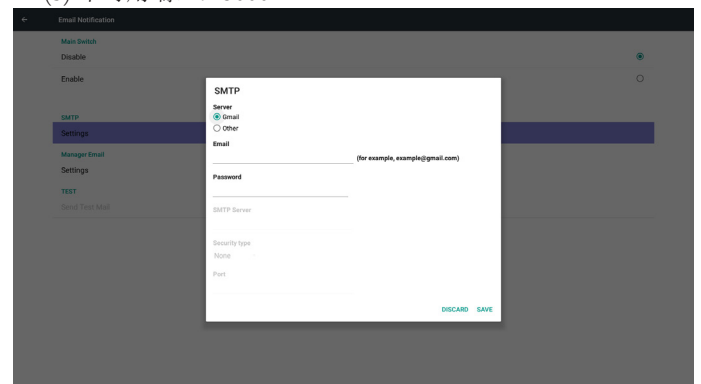 Email Notification
Main Switch
Disable
Enable
SMTP
Settings
Manager Email
Settings
TEST
Send Test Mail
SMTP
Server
Gmail
Other
Email
(for example, example@gmail.com)
Password
SMTP Server
Security type
None
Port
DISCARD SAVE